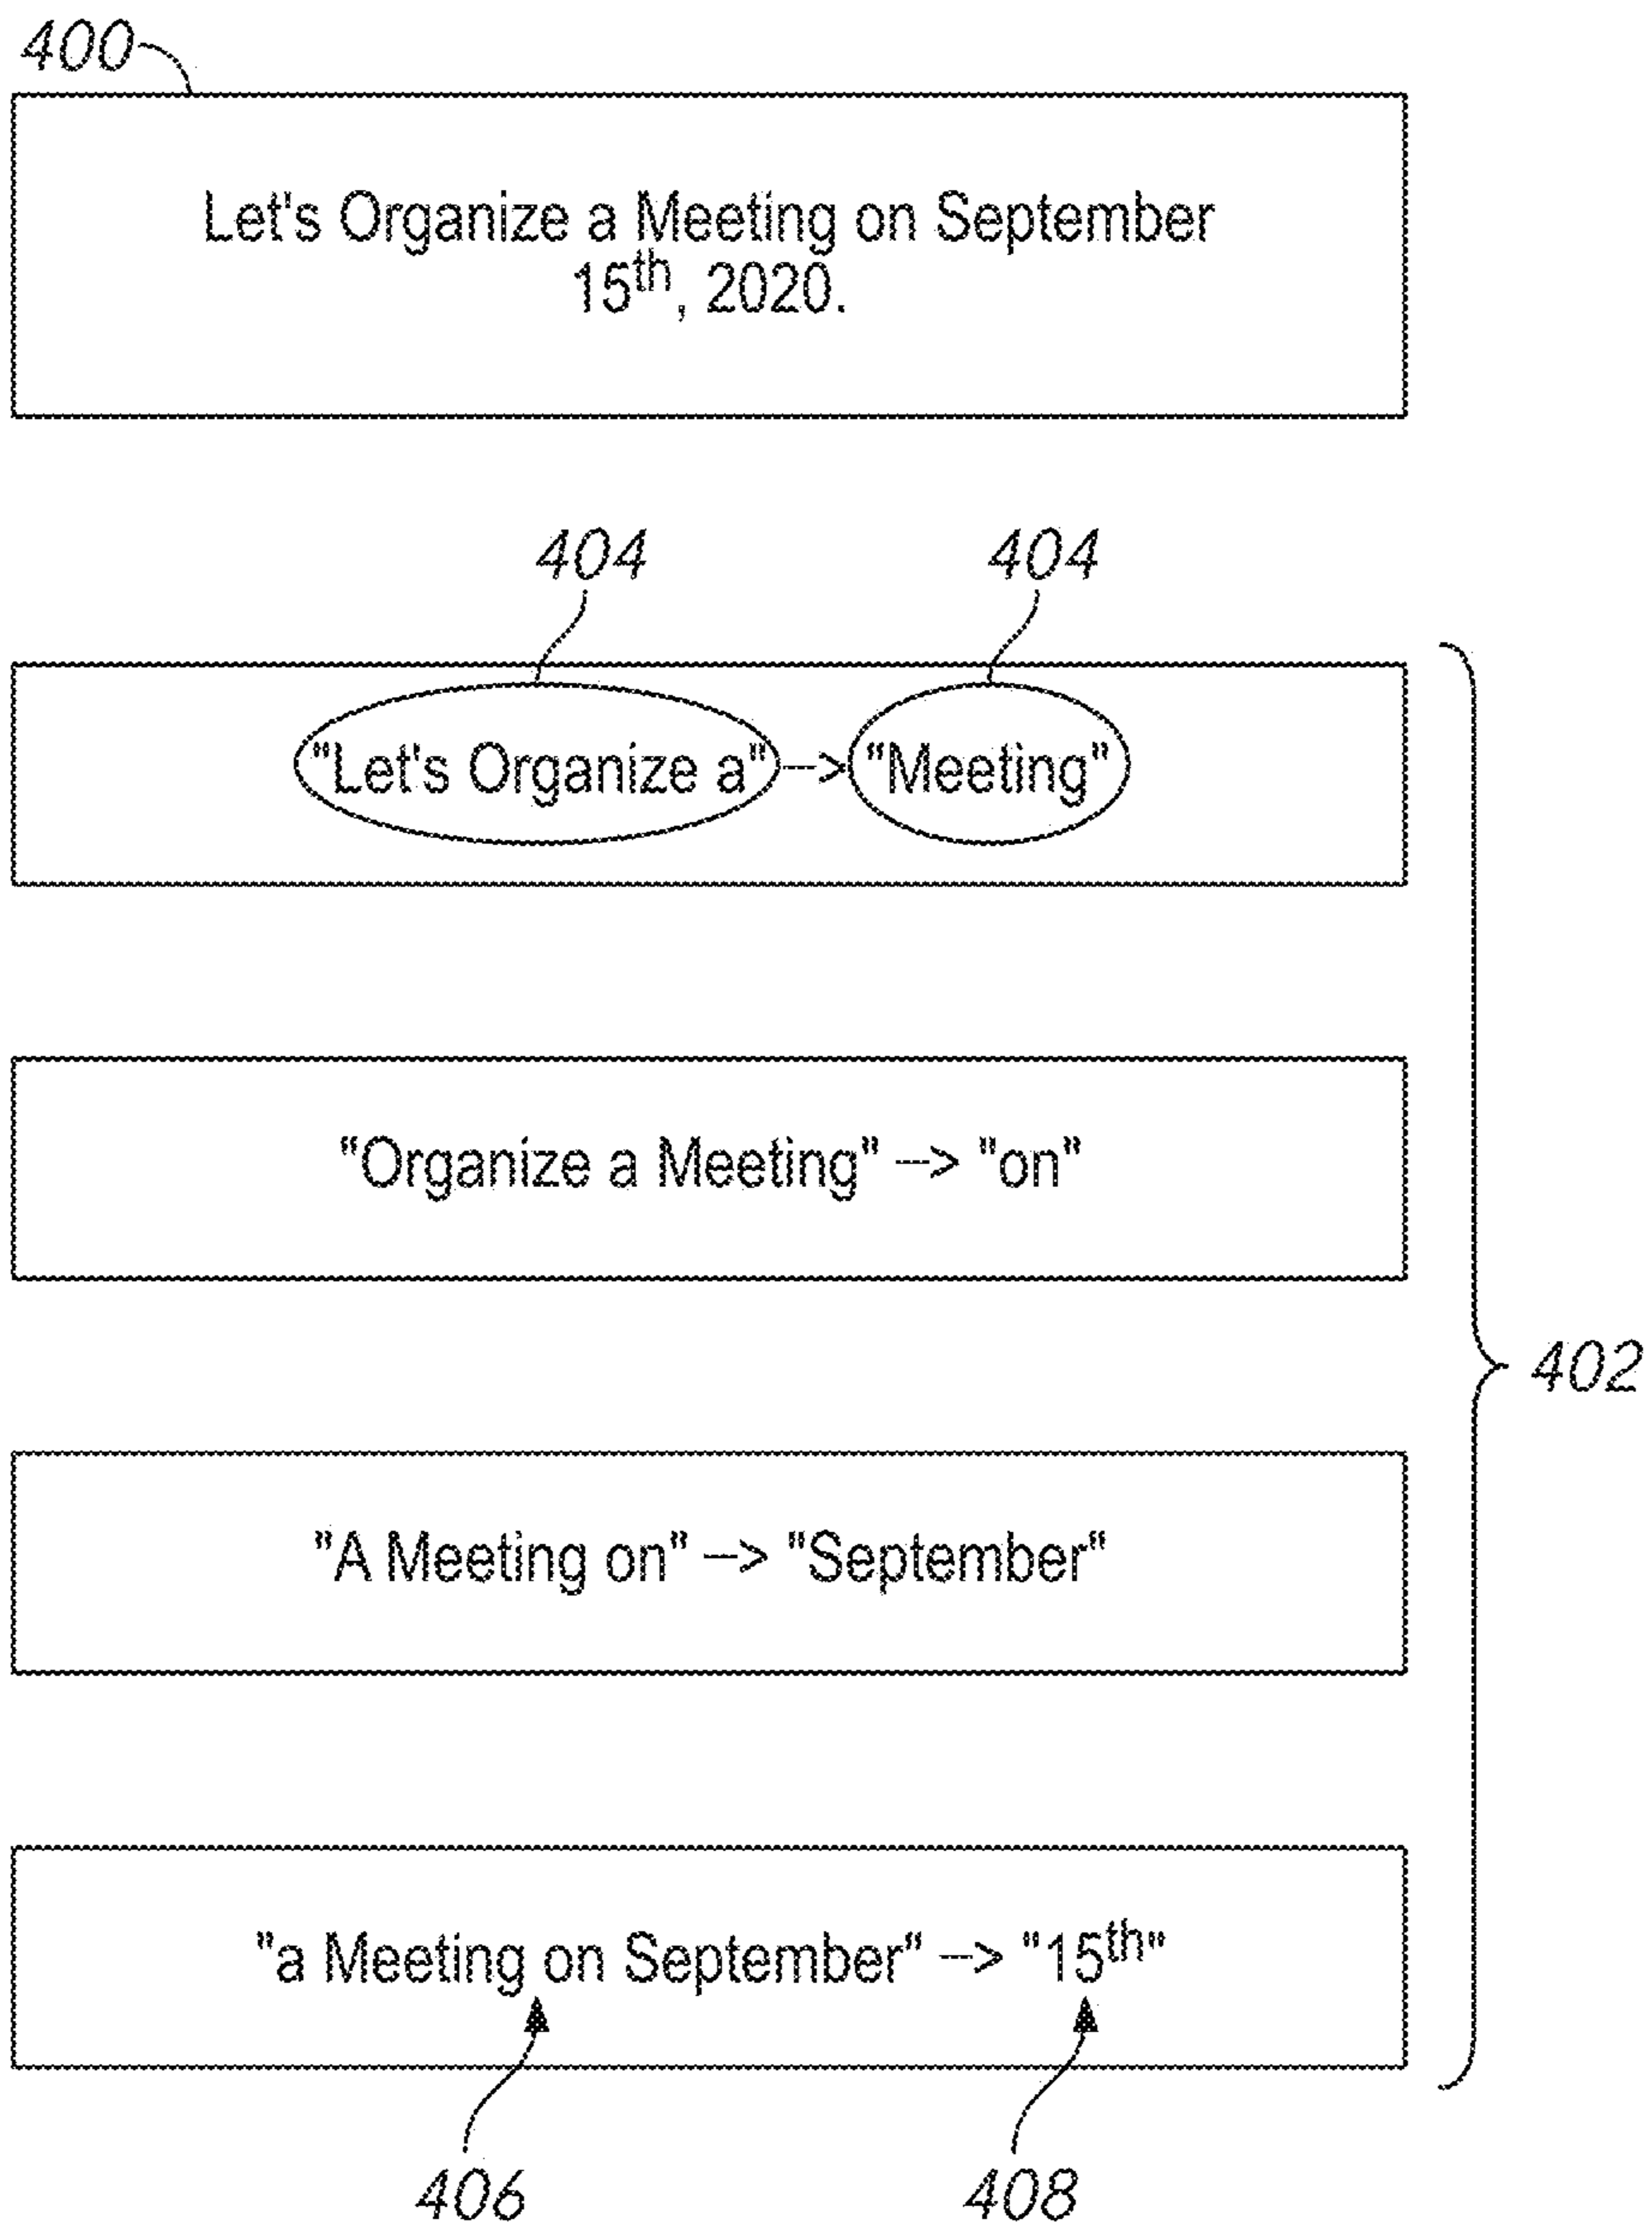 400
Let's Organize a Meeting on September
15th, 2020.
404 404
"Let's Organize a" --> "Meeting"
"Organize a Meeting" --> "on"
402
"A Meeting on" --> "September"
"a Meeting on September" --> "15th"
406 408